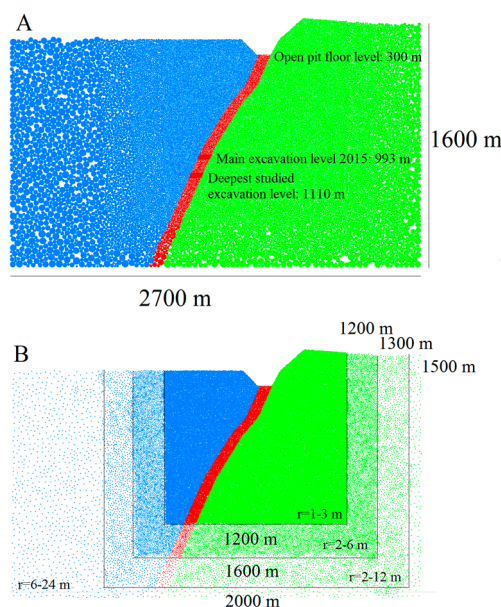 A
Open pit floor level: 300 m
1600 m
Main excavation level 2015: 993 m
Deepest studied
excavation level: 1110 m
2700 m
B
1200 m
1300 m
1500 m
r=1-3 m
1200 m
r=2-6 m
1600 m
r=6-24 m
r=2-12 m
2000 m